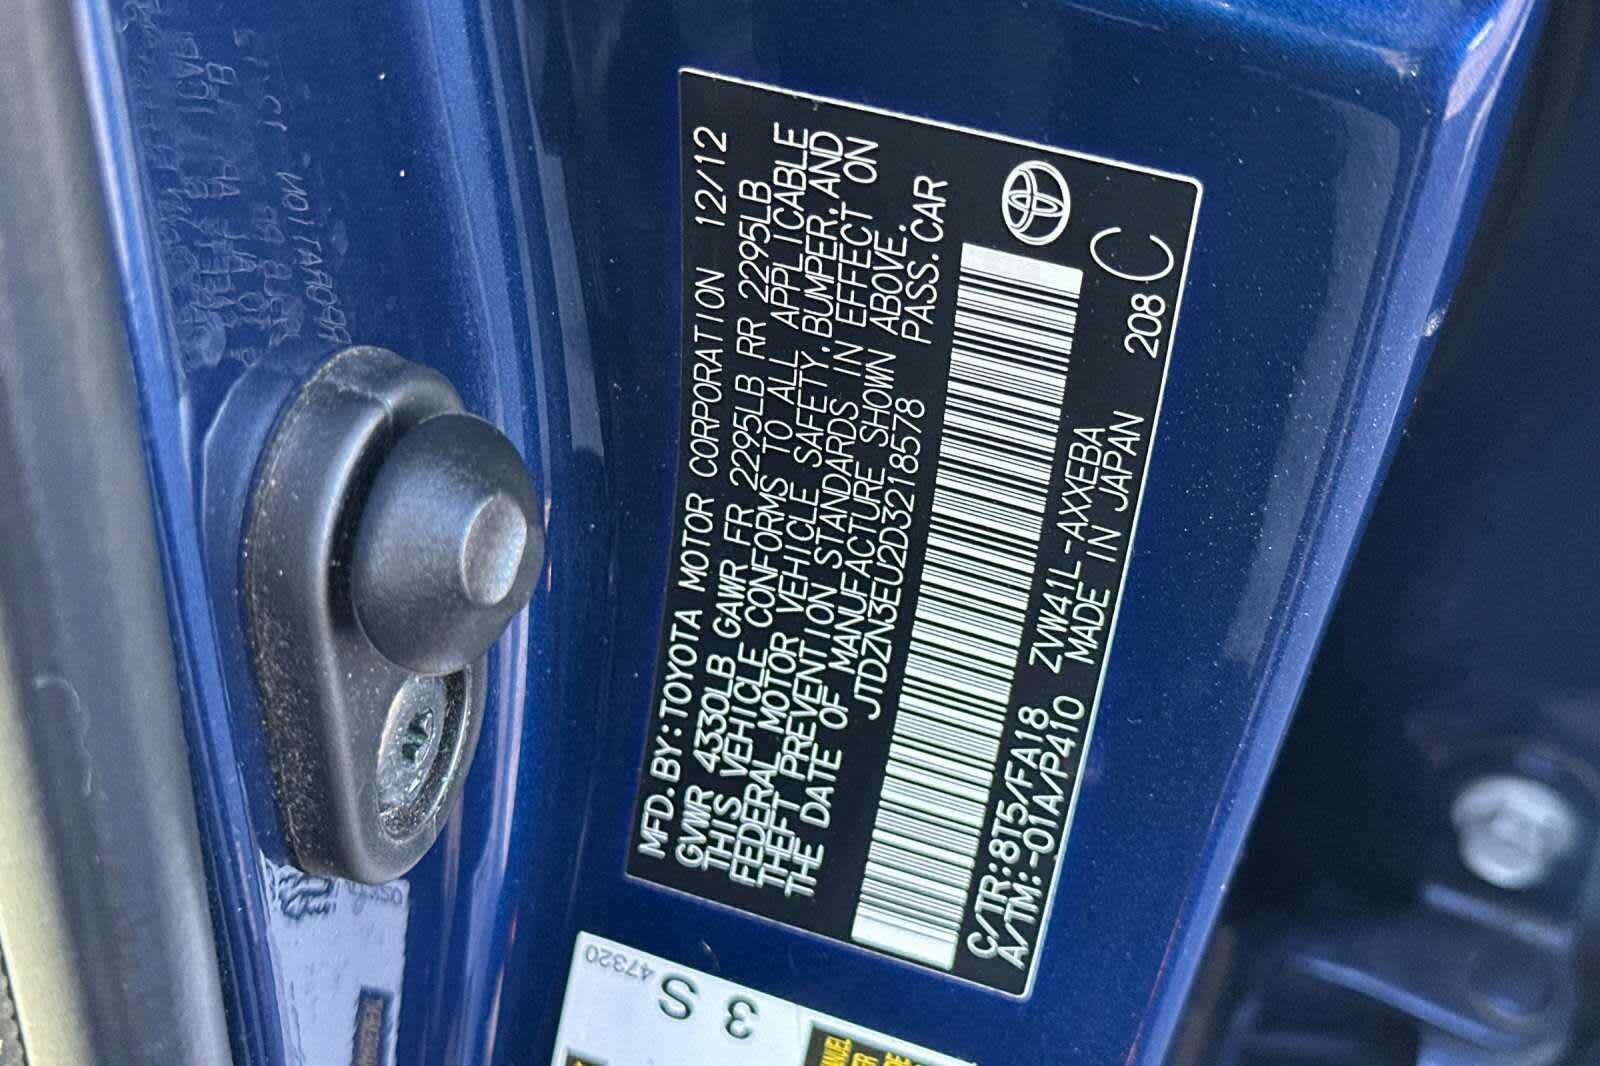 MFD.BY:TOYOTA MOTOR CORPORATION 12/12
GVWR 4330LB GAWR FR 2295LB RR 2295LB
THIS VEHICLE CONFORMS TO ALL APPLICABLE
FEDERAL MOTOR VEHICLE SAFETY,BUMPER,AND
THEFT PREVENTION STANDARDS IN EFFECT ON
THE DATE OF MANUFACTURE SHOWN ABOVE.
JTDZN3EU2D3218578 PASS.CAR
C/TR:8T5/FA18 ZVW41L-AXXEBA 208 C
A/TM:-01A/P410 MADE IN JAPAN
47320
3 S